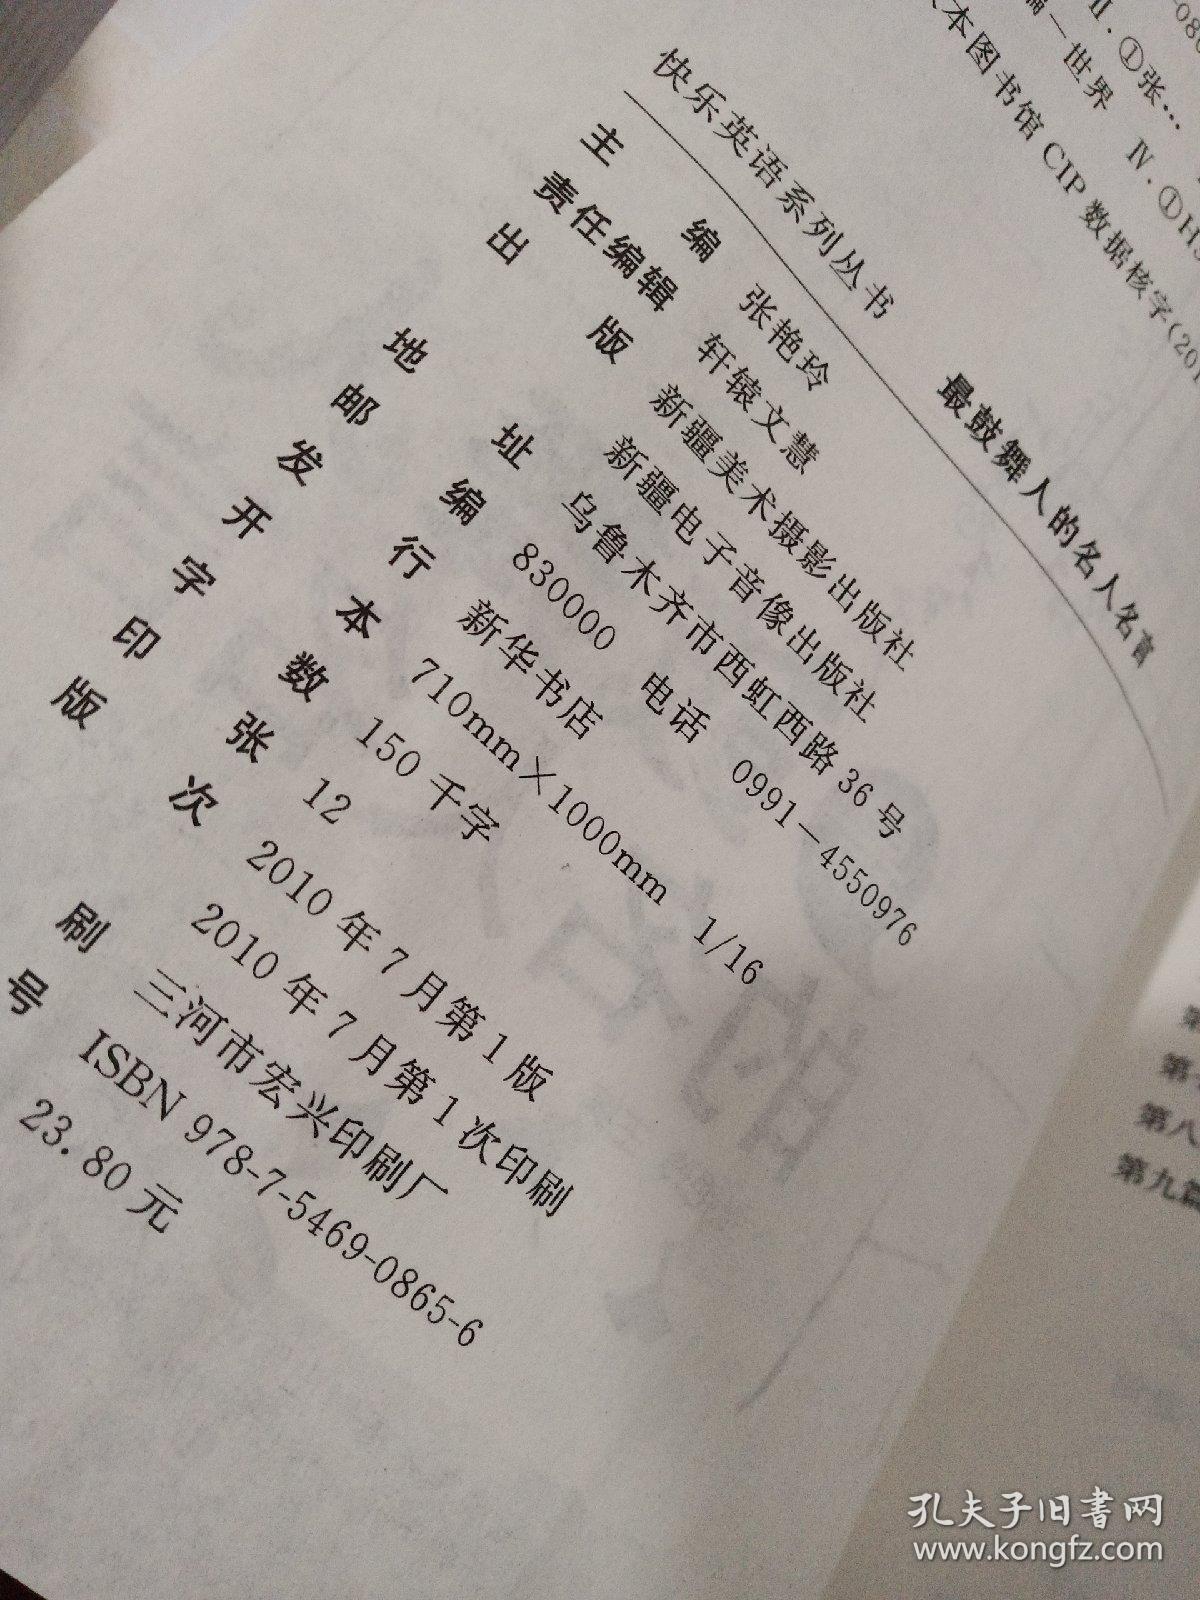 -086
Ⅱ.①张…
编—世界 Ⅳ.①H3
本图书馆 CIP 数据核字(201
快乐英语系列丛书 最鼓舞人的名人名言
主 编 张艳玲
责任编辑 轩辕文慧
出 版 新疆美术摄影出版社
新疆电子音像出版社
地 址 乌鲁木齐市西虹西路 36 号
邮 编 830000 电话 0991-4550976
发 行 新华书店
开 本 710mm×1000mm 1/16
字 数 150 千字
印 张 12
版 次 2010 年 7 月第 1 版
2010 年 7 月第 1 次印刷
刷 三河市宏兴印刷厂
号 ISBN 978-7-5469-0865-6
23.80 元
第
第八
第九篇
孔夫子旧书网
www.kongfz.com